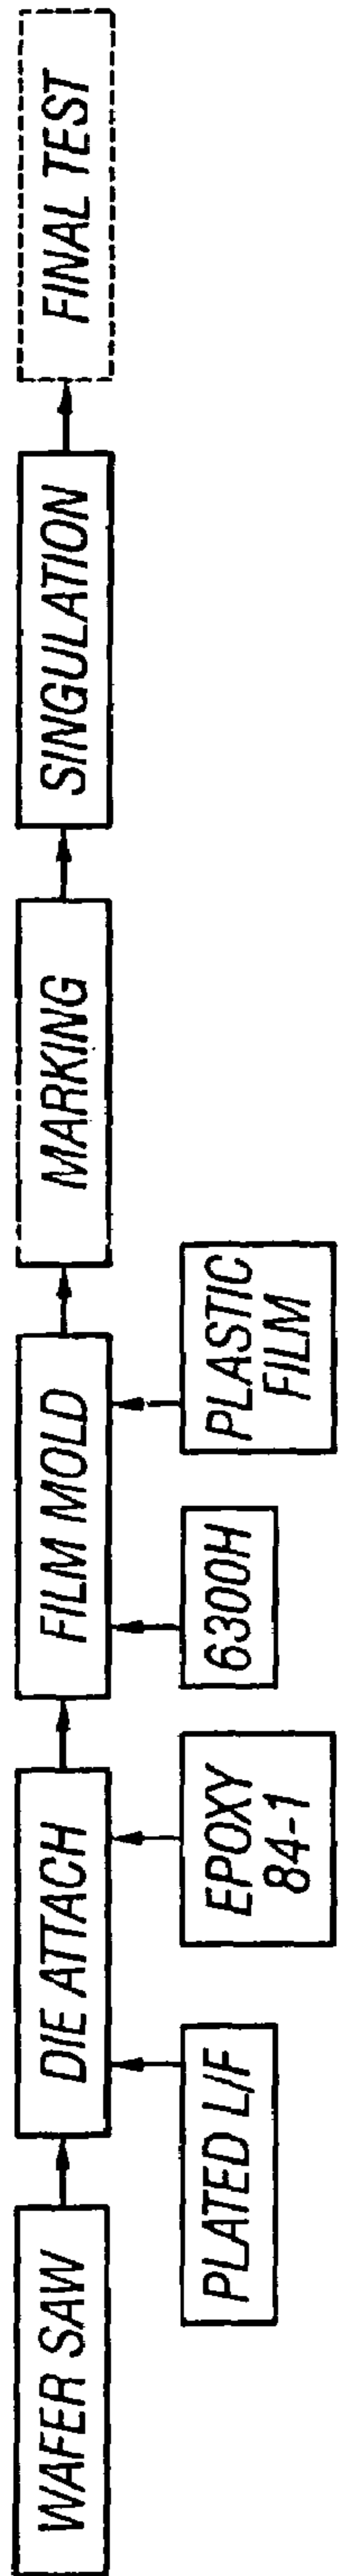 WAFER SAW
DIE ATTACH
FILM MOLD
MARKING
SINGULATION
FINAL TEST
PLATED L/F
EPOXY
84-1
6300H
PLASTIC
FILM